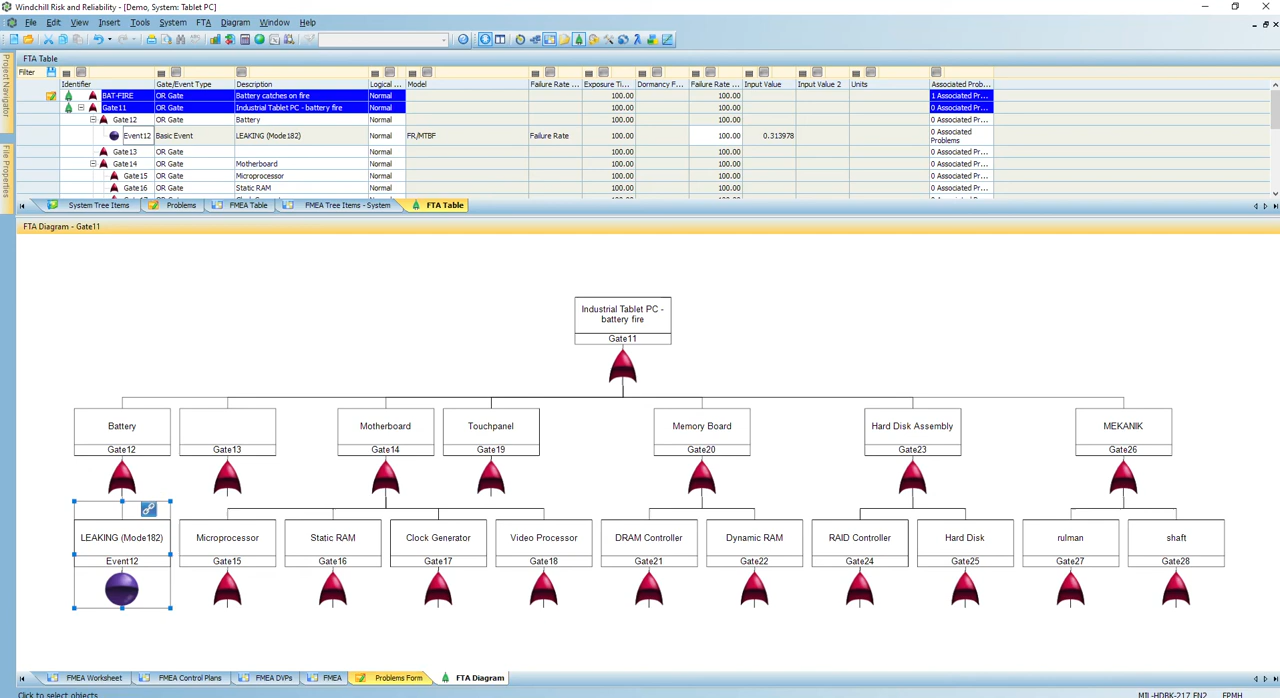 Windchill Risk and Reliability - [Demo, System: Tablet PC]
File Edit View Insert Tools System FTA Diagram Window Help
FTA Table
Filter
Identifier Gate/Event Type Description Logical ... Model Failure Rate ... Exposure Ti... Dormancy F... Failure Rate ... Input Value Input Value 2 Units Associated Prob...
BAT-FIRE OR Gate Battery catches on fire Normal 100.00 100.00 1 Associated Pr...
Gate11 OR Gate Industrial Tablet PC - battery fire Normal 100.00 100.00 0 Associated Pr...
Gate12 OR Gate Battery Normal 100.00 100.00 0 Associated Pr...
Event12 Basic Event LEAKING (Mode182) Normal FR/MTBF Failure Rate 100.00 100.00 0.313978 0 Associated Problems
Gate13 OR Gate Normal 100.00 100.00 0 Associated Pr...
Gate14 OR Gate Motherboard Normal 100.00 100.00 0 Associated Pr...
Gate15 OR Gate Microprocessor Normal 100.00 100.00 0 Associated Pr...
Gate16 OR Gate Static RAM Normal 100.00 100.00 0 Associated Pr...
System Tree Items Problems FMEA Table FMEA Tree Items - System FTA Table
Project Navigator
File Properties
FTA Diagram - Gate11
Industrial Tablet PC -
battery fire
Gate11
Battery Motherboard Touchpanel Memory Board Hard Disk Assembly MEKANIK
Gate12 Gate13 Gate14 Gate19 Gate20 Gate23 Gate26
LEAKING (Mode182) Microprocessor Static RAM Clock Generator Video Processor DRAM Controller Dynamic RAM RAID Controller Hard Disk rulman shaft
Event12 Gate15 Gate16 Gate17 Gate18 Gate21 Gate22 Gate24 Gate25 Gate27 Gate28
FMEA Worksheet FMEA Control Plans FMEA DVPs FMEA Problems Form FTA Diagram
Click to select objects MIL-HDBK-217 FN2 FPMH